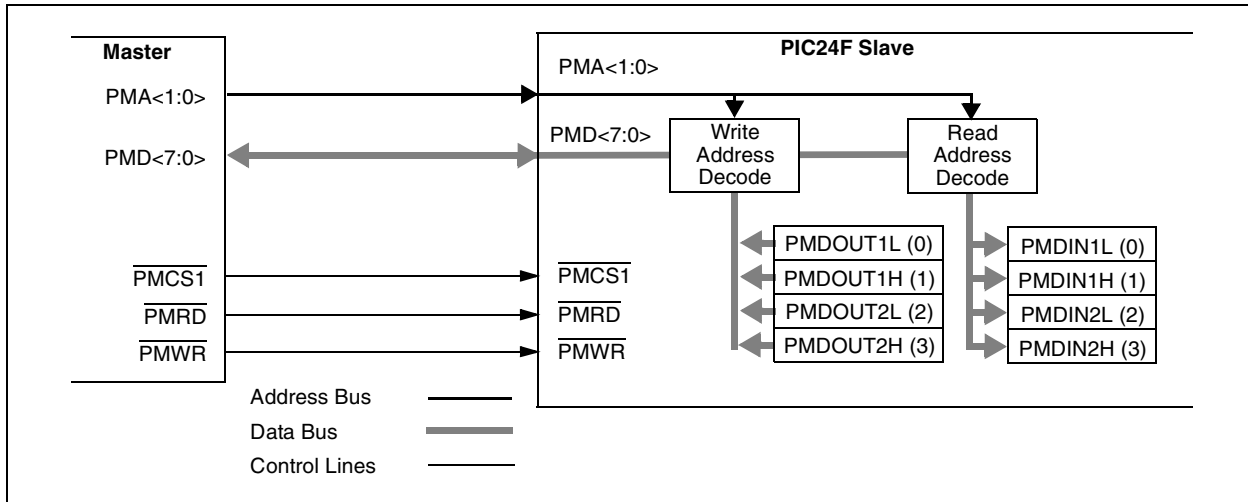 Master
PIC24F Slave
PMA<1:0>
PMA<1:0>
PMD<7:0>
PMD<7:0>
Write
Address
Decode
Read
Address
Decode
PMDOUT1L (0)
PMDOUT1H (1)
PMDOUT2L (2)
PMDOUT2H (3)
PMDIN1L (0)
PMDIN1H (1)
PMDIN2L (2)
PMDIN2H (3)
PMCS1
PMCS1
PMRD
PMRD
PMWR
PMWR
Address Bus
Data Bus
Control Lines